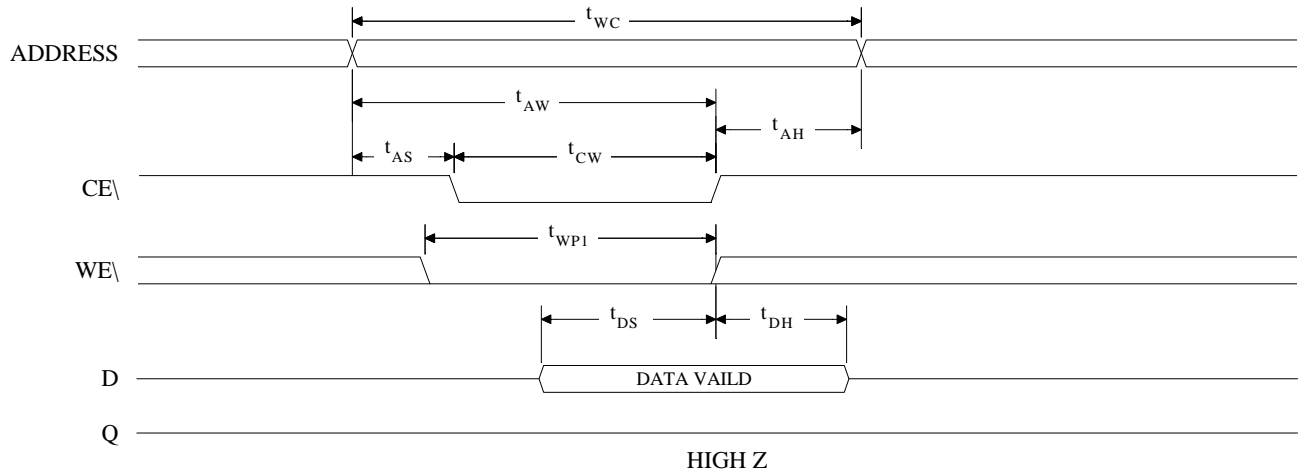 tWC
ADDRESS
tAW
tAH
tAS
tCW
CE\
tWP1
WE\
tDS
tDH
D
DATA VAILD
Q
HIGH Z